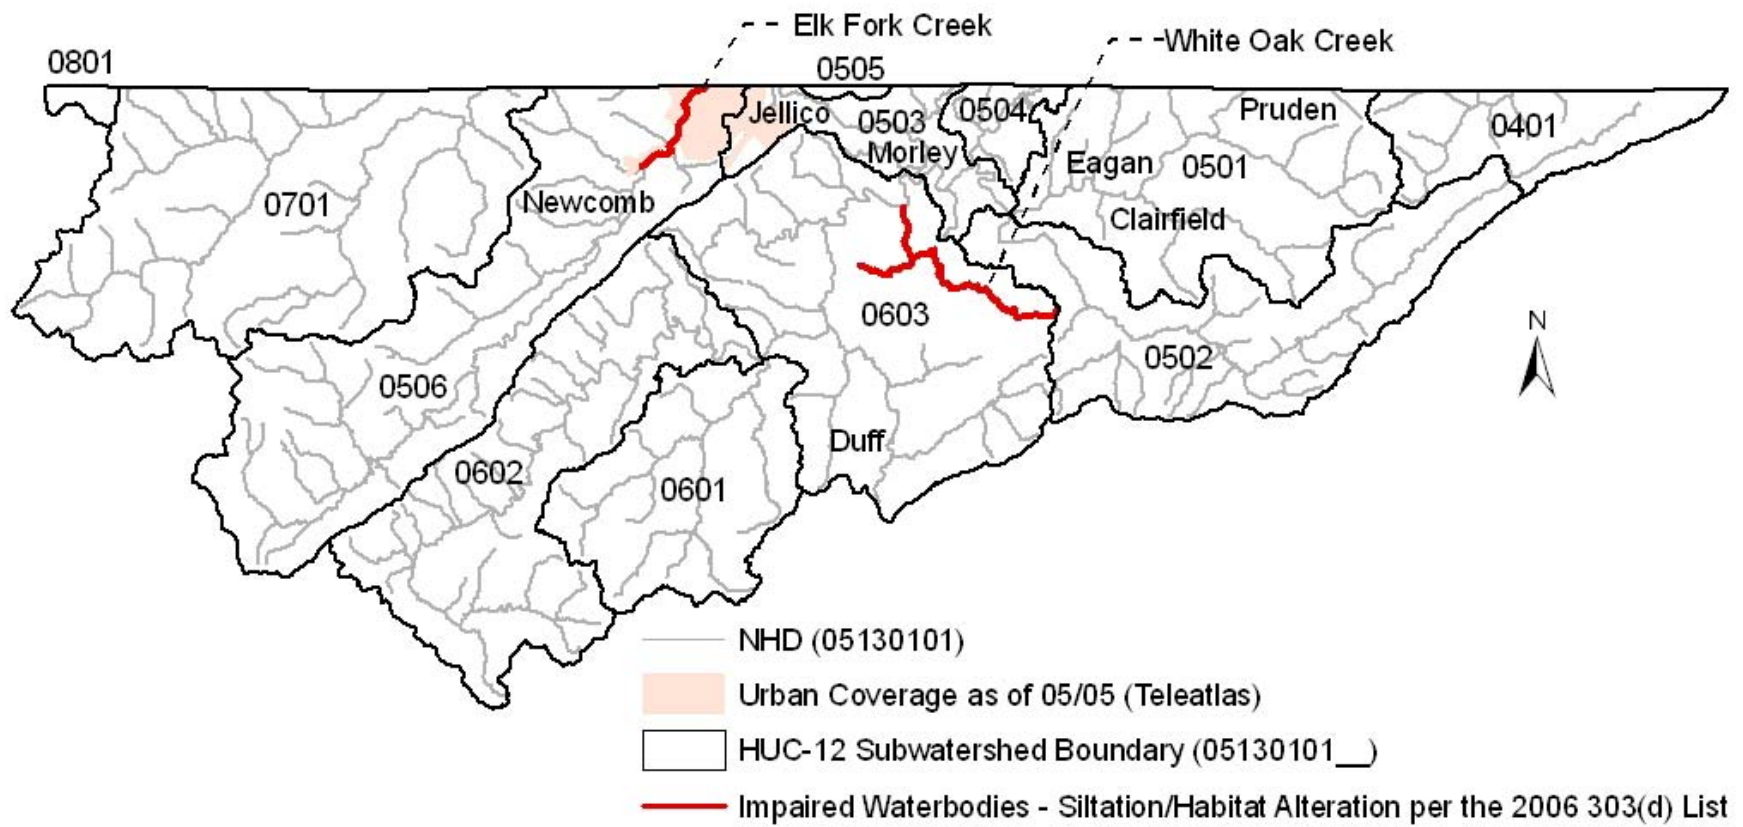 Elk Fork Creek
White Oak Creek
0801
0505
Jellico
0503
0504
Pruden
0401
Morley
Eagan
0501
0701
Newcomb
Clairfield
0603
N
0502
0506
Duff
0602
0601
NHD (05130101)
Urban Coverage as of 05/05 (Teleatlas)
HUC-12 Subwatershed Boundary (05130101__)
Impaired Waterbodies - Siltation/Habitat Alteration per the 2006 303(d) List